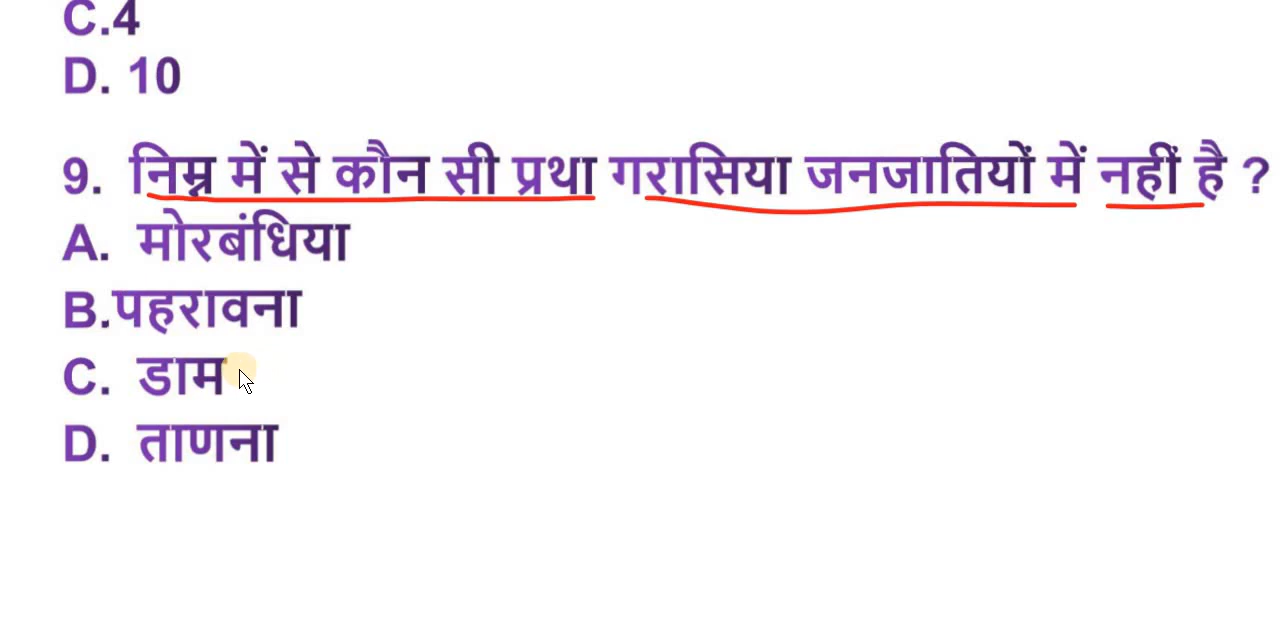 C.4
D. 10
9. निम्न में से कौन सी प्रथा गरासिया जनजातियों में नहीं है ?
A. मोरबंधिया
B.पहरावना
C. डाम
D. ताणना